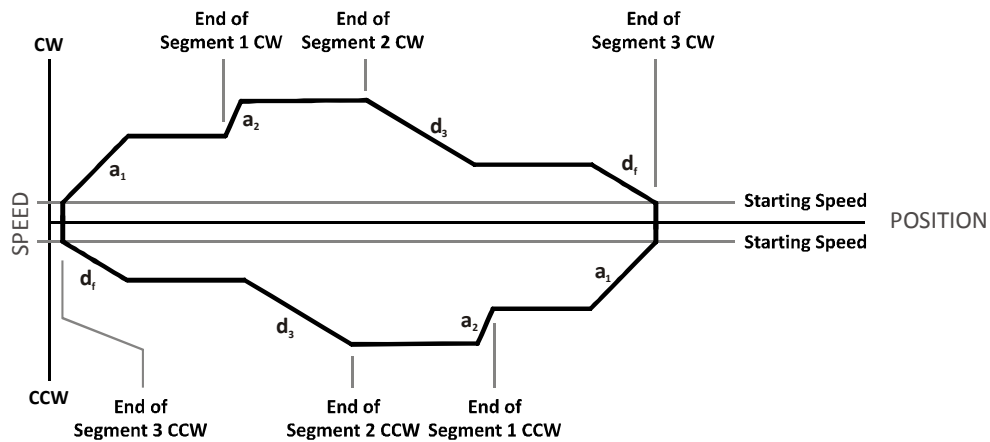 End of
Segment 1 CW
End of
Segment 2 CW
End of
Segment 3 CW
CW
a2
d3
a1
df
Starting Speed
SPEED
POSITION
Starting Speed
df
a1
a2
d3
CCW
End of
Segment 3 CCW
End of
Segment 2 CCW
End of
Segment 1 CCW